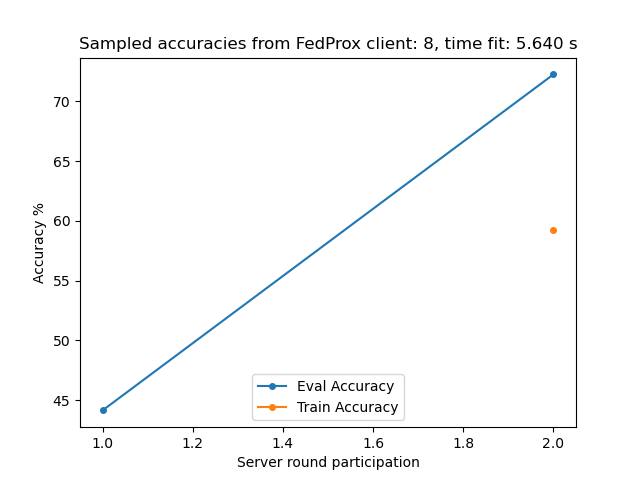 Sampled accuracies from FedProx client: 8, time fit: 5.640 s
Accuracy %
70
65
60
55
50
45
Eval Accuracy
Train Accuracy
1.0 1.2 1.4 1.6 1.8 2.0
Server round participation